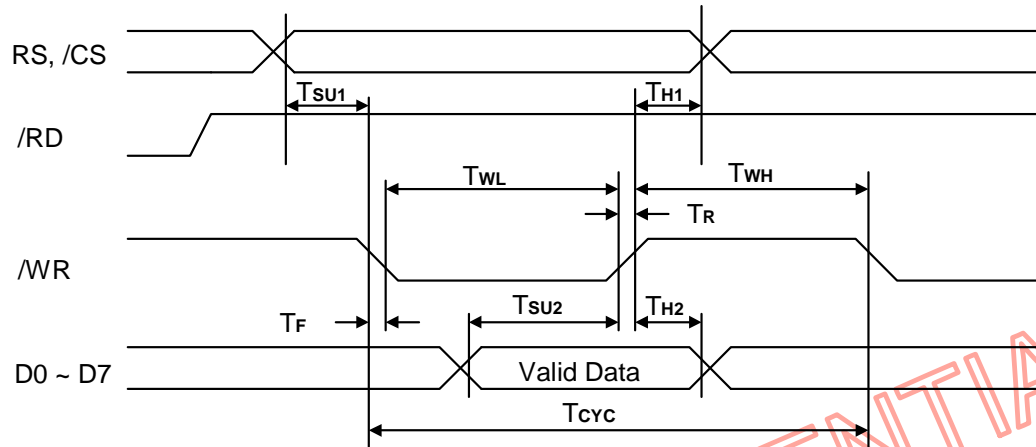 RS, /CS
TSU1
TH1
/RD
TWL
TWH
TR
/WR
TSU2
TH2
TF
D0 ~ D7
Valid Data
TCYC